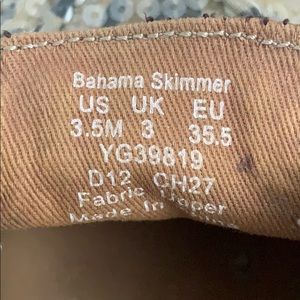 Bahama Skimmer
US UK EU
3.5M 3 35.5
YG39819
D12 CH27
Fabric Upper
Made In